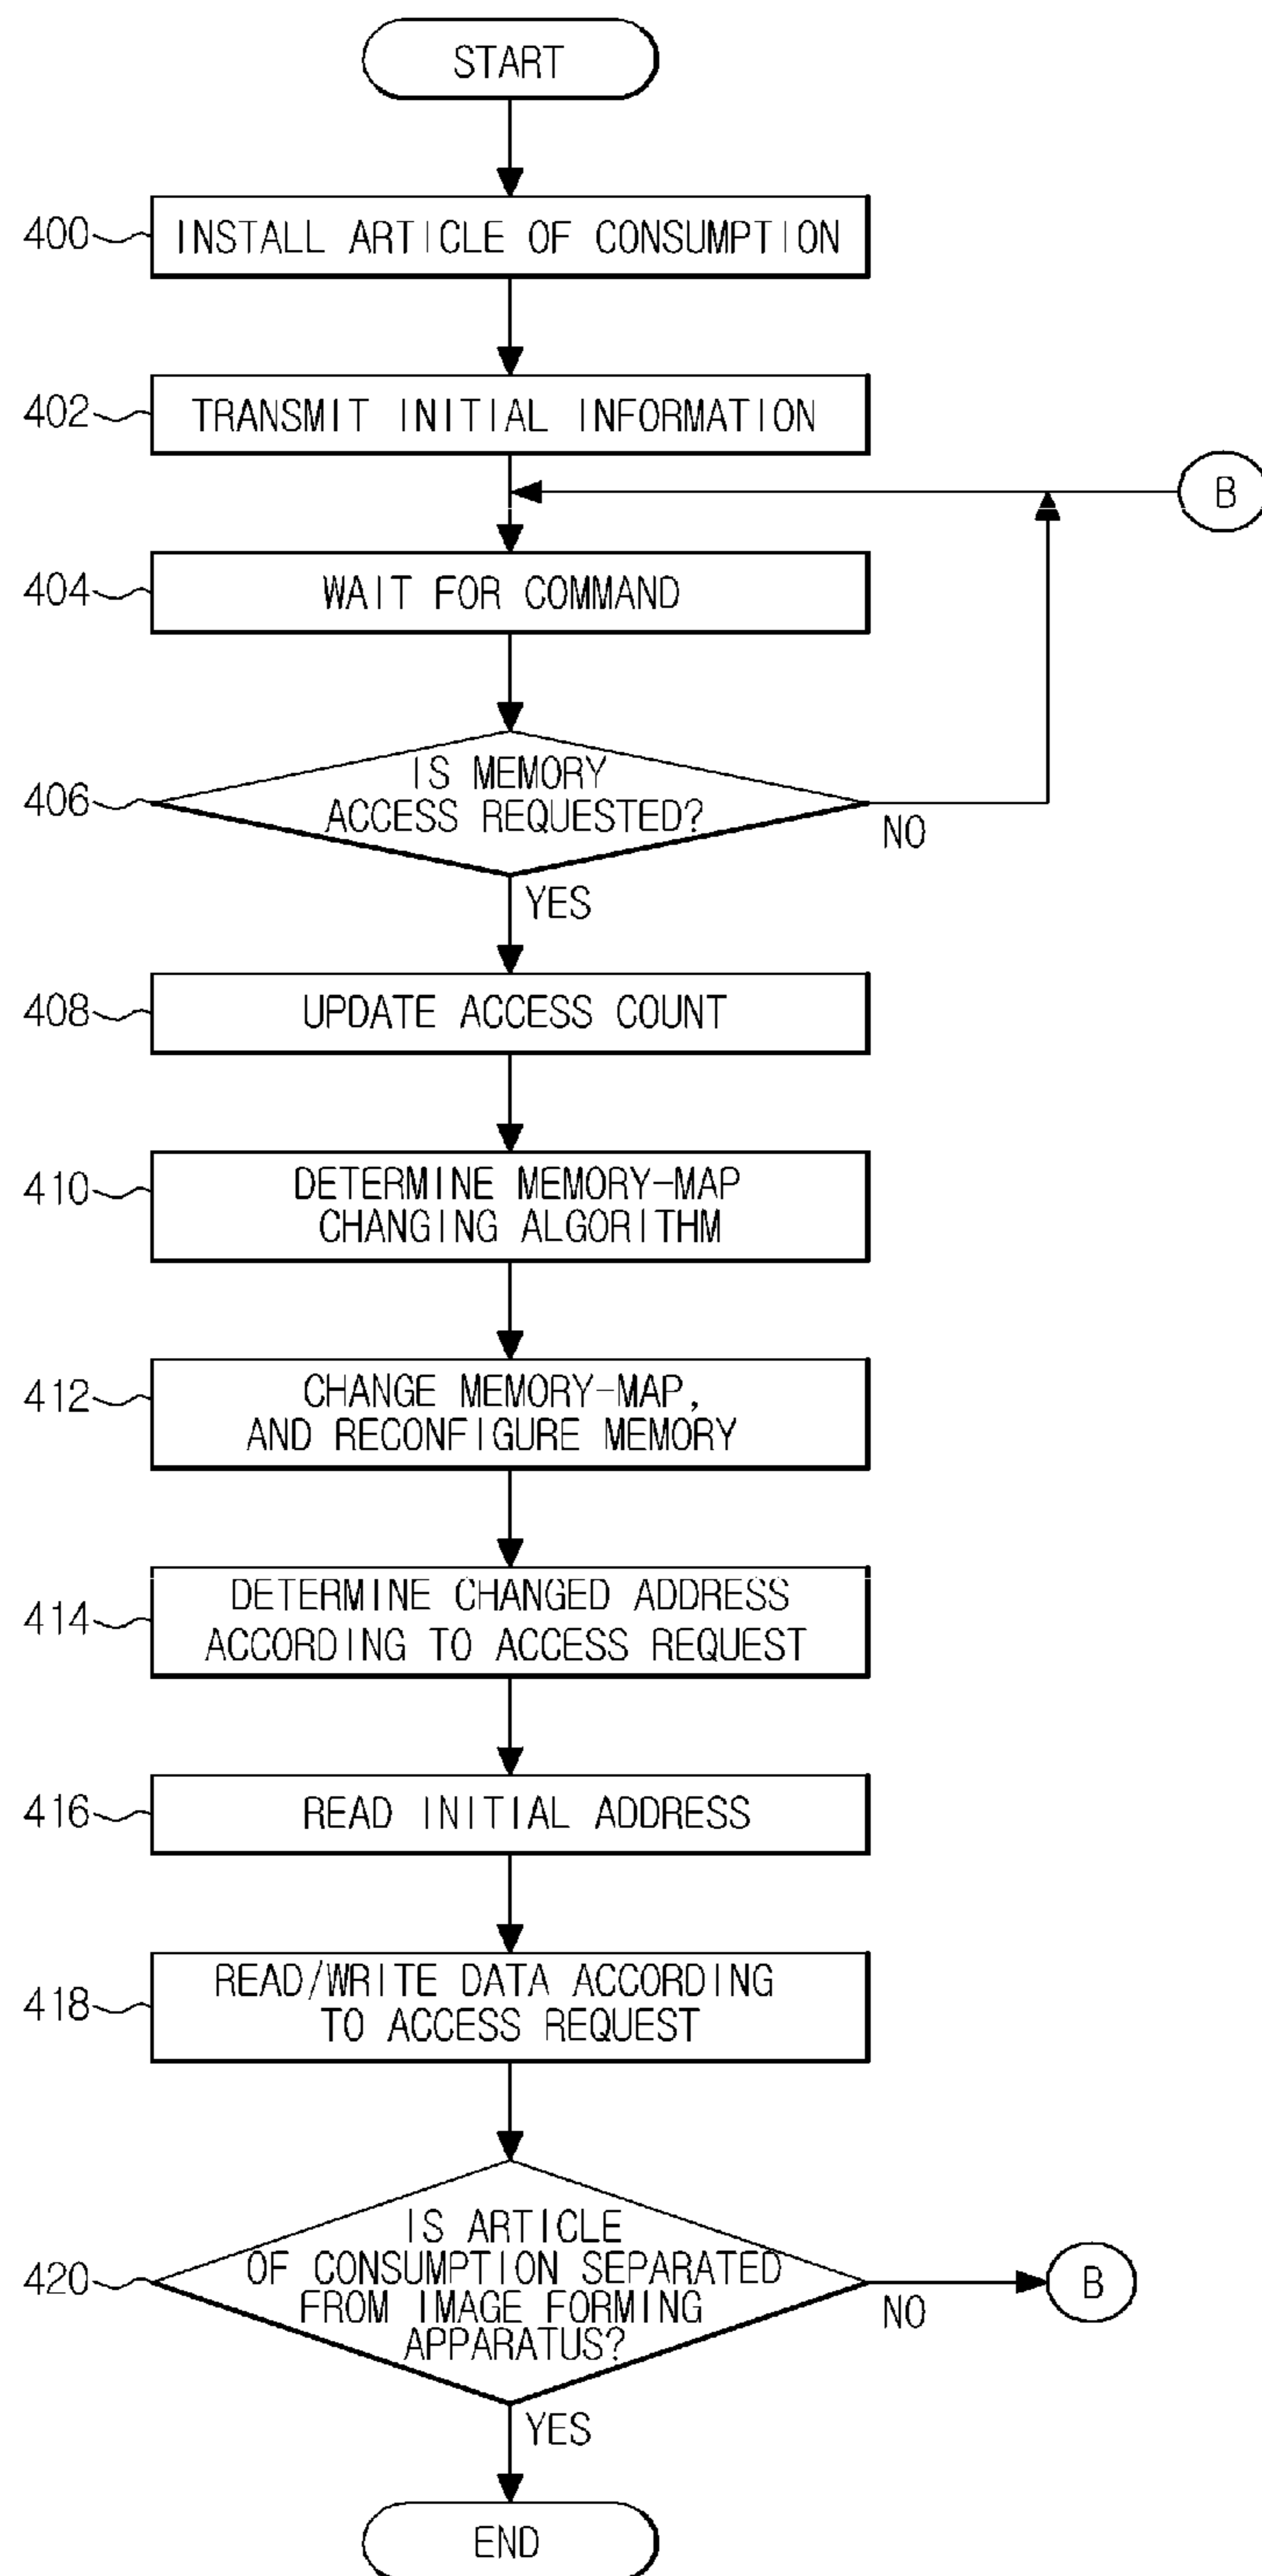 START
400
INSTALL ARTICLE OF CONSUMPTION
402
TRANSMIT INITIAL INFORMATION
B
404
WAIT FOR COMMAND
406
IS MEMORY
ACCESS REQUESTED?
NO
YES
408
UPDATE ACCESS COUNT
410
DETERMINE MEMORY-MAP
CHANGING ALGORITHM
412
CHANGE MEMORY-MAP,
AND RECONFIGURE MEMORY
414
DETERMINE CHANGED ADDRESS
ACCORDING TO ACCESS REQUEST
416
READ INITIAL ADDRESS
418
READ/WRITE DATA ACCORDING
TO ACCESS REQUEST
420
IS ARTICLE
OF CONSUMPTION SEPARATED
FROM IMAGE FORMING
APPARATUS?
NO
B
YES
END